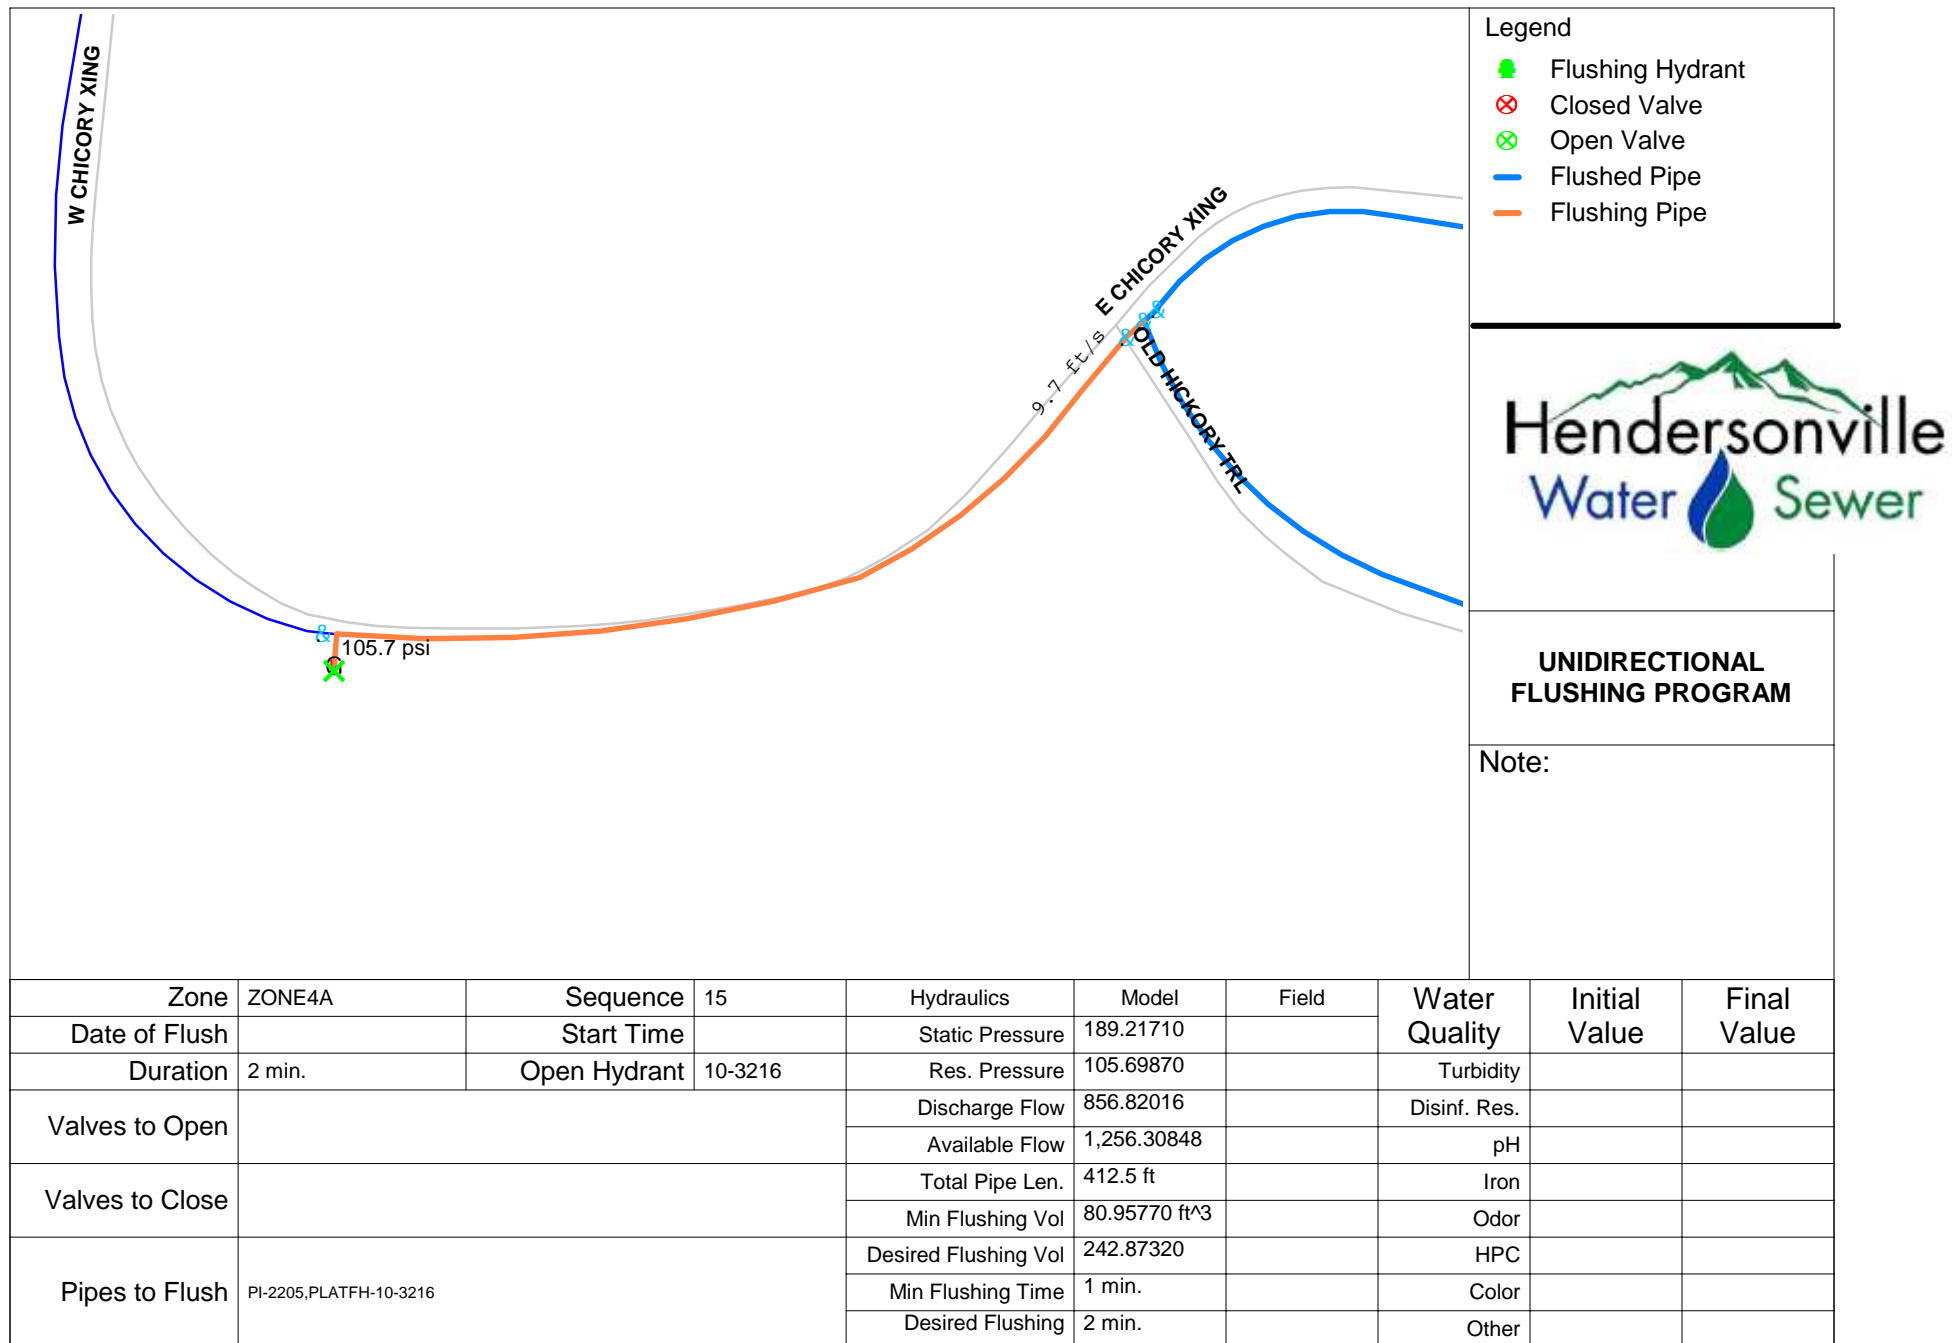 Legend
Flushing Hydrant
Closed Valve
Open Valve
Flushed Pipe
Flushing Pipe
W CHICORY XING
E CHICORY XING
OLD HICKORY TRL
9.7 ft/s
&
&
&
&
105.7 psi
Hendersonville
Water Sewer
UNIDIRECTIONAL
FLUSHING PROGRAM
Note:
Zone ZONE4A Sequence 15 Hydraulics Model Field Water Quality Initial Value Final Value
Date of Flush Start Time Static Pressure 189.21710
Duration 2 min. Open Hydrant 10-3216 Res. Pressure 105.69870 Turbidity
Valves to Open Discharge Flow 856.82016 Disinf. Res.
Available Flow 1,256.30848 pH
Valves to Close Total Pipe Len. 412.5 ft Iron
Min Flushing Vol 80.95770 ft^3 Odor
Pipes to Flush PI-2205,PLATFH-10-3216 Desired Flushing Vol 242.87320 HPC
Min Flushing Time 1 min. Color
Desired Flushing 2 min. Other